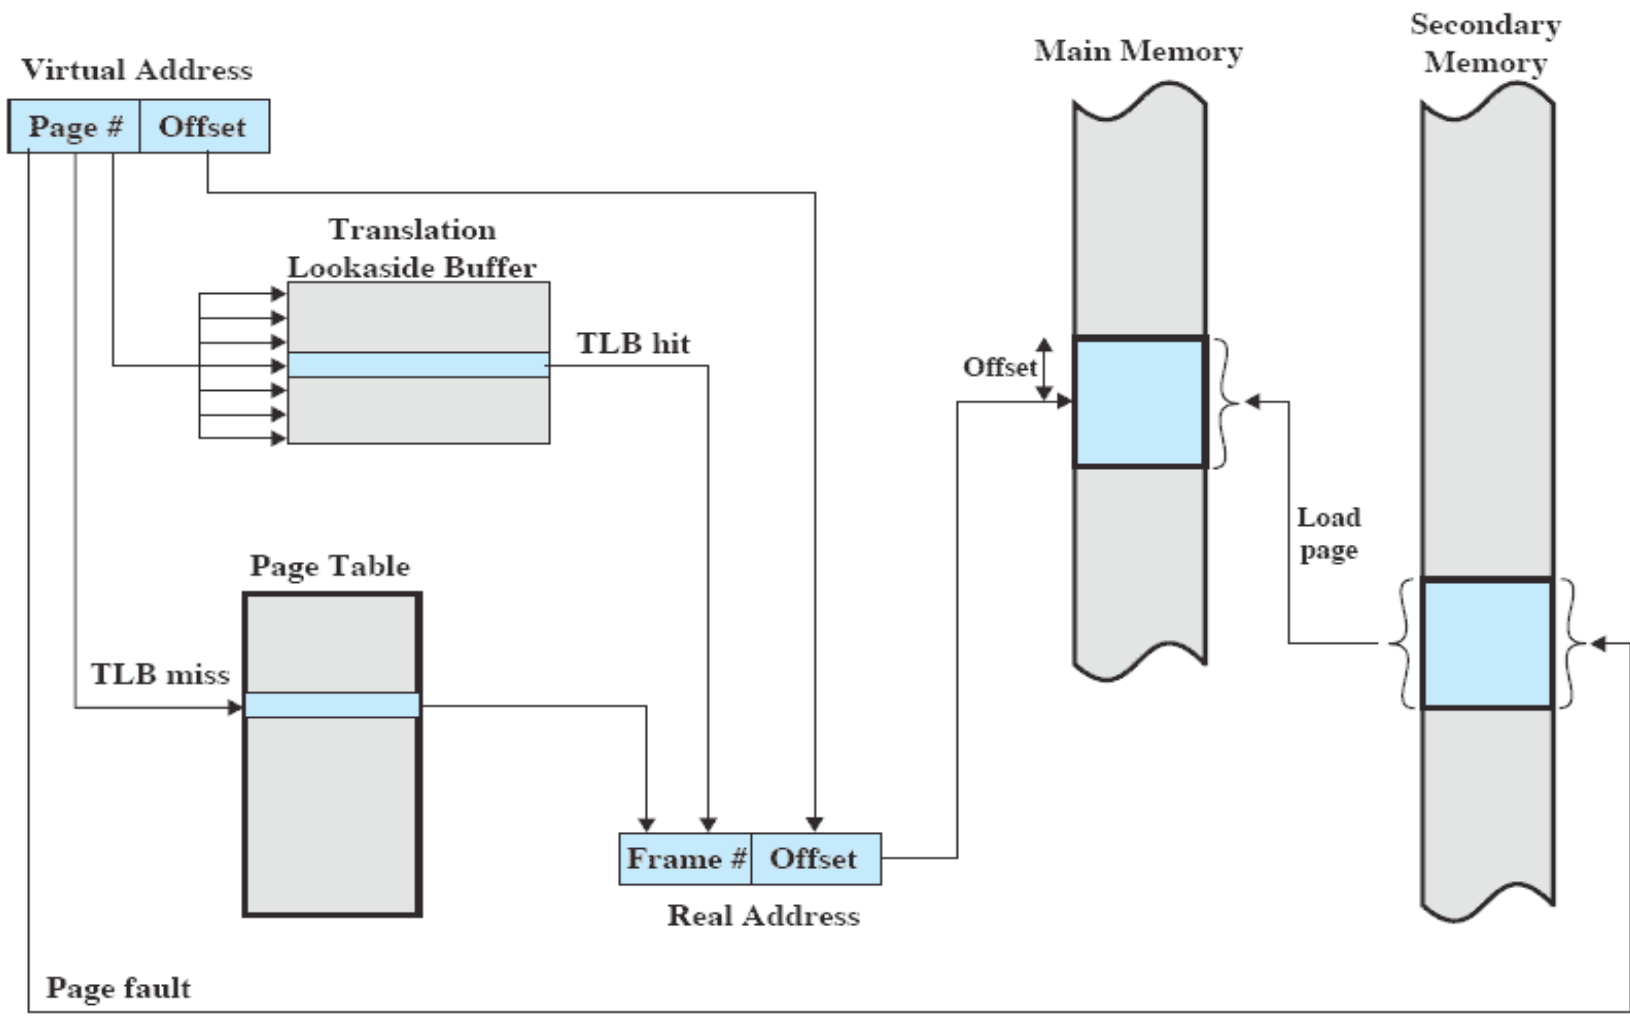 Secondary
Memory
Main Memory
Virtual Address
Page #
Offset
Translation
Lookaside Buffer
TLB hit
Offset
Load
page
Page Table
TLB miss
Frame #
Offset
Real Address
Page fault